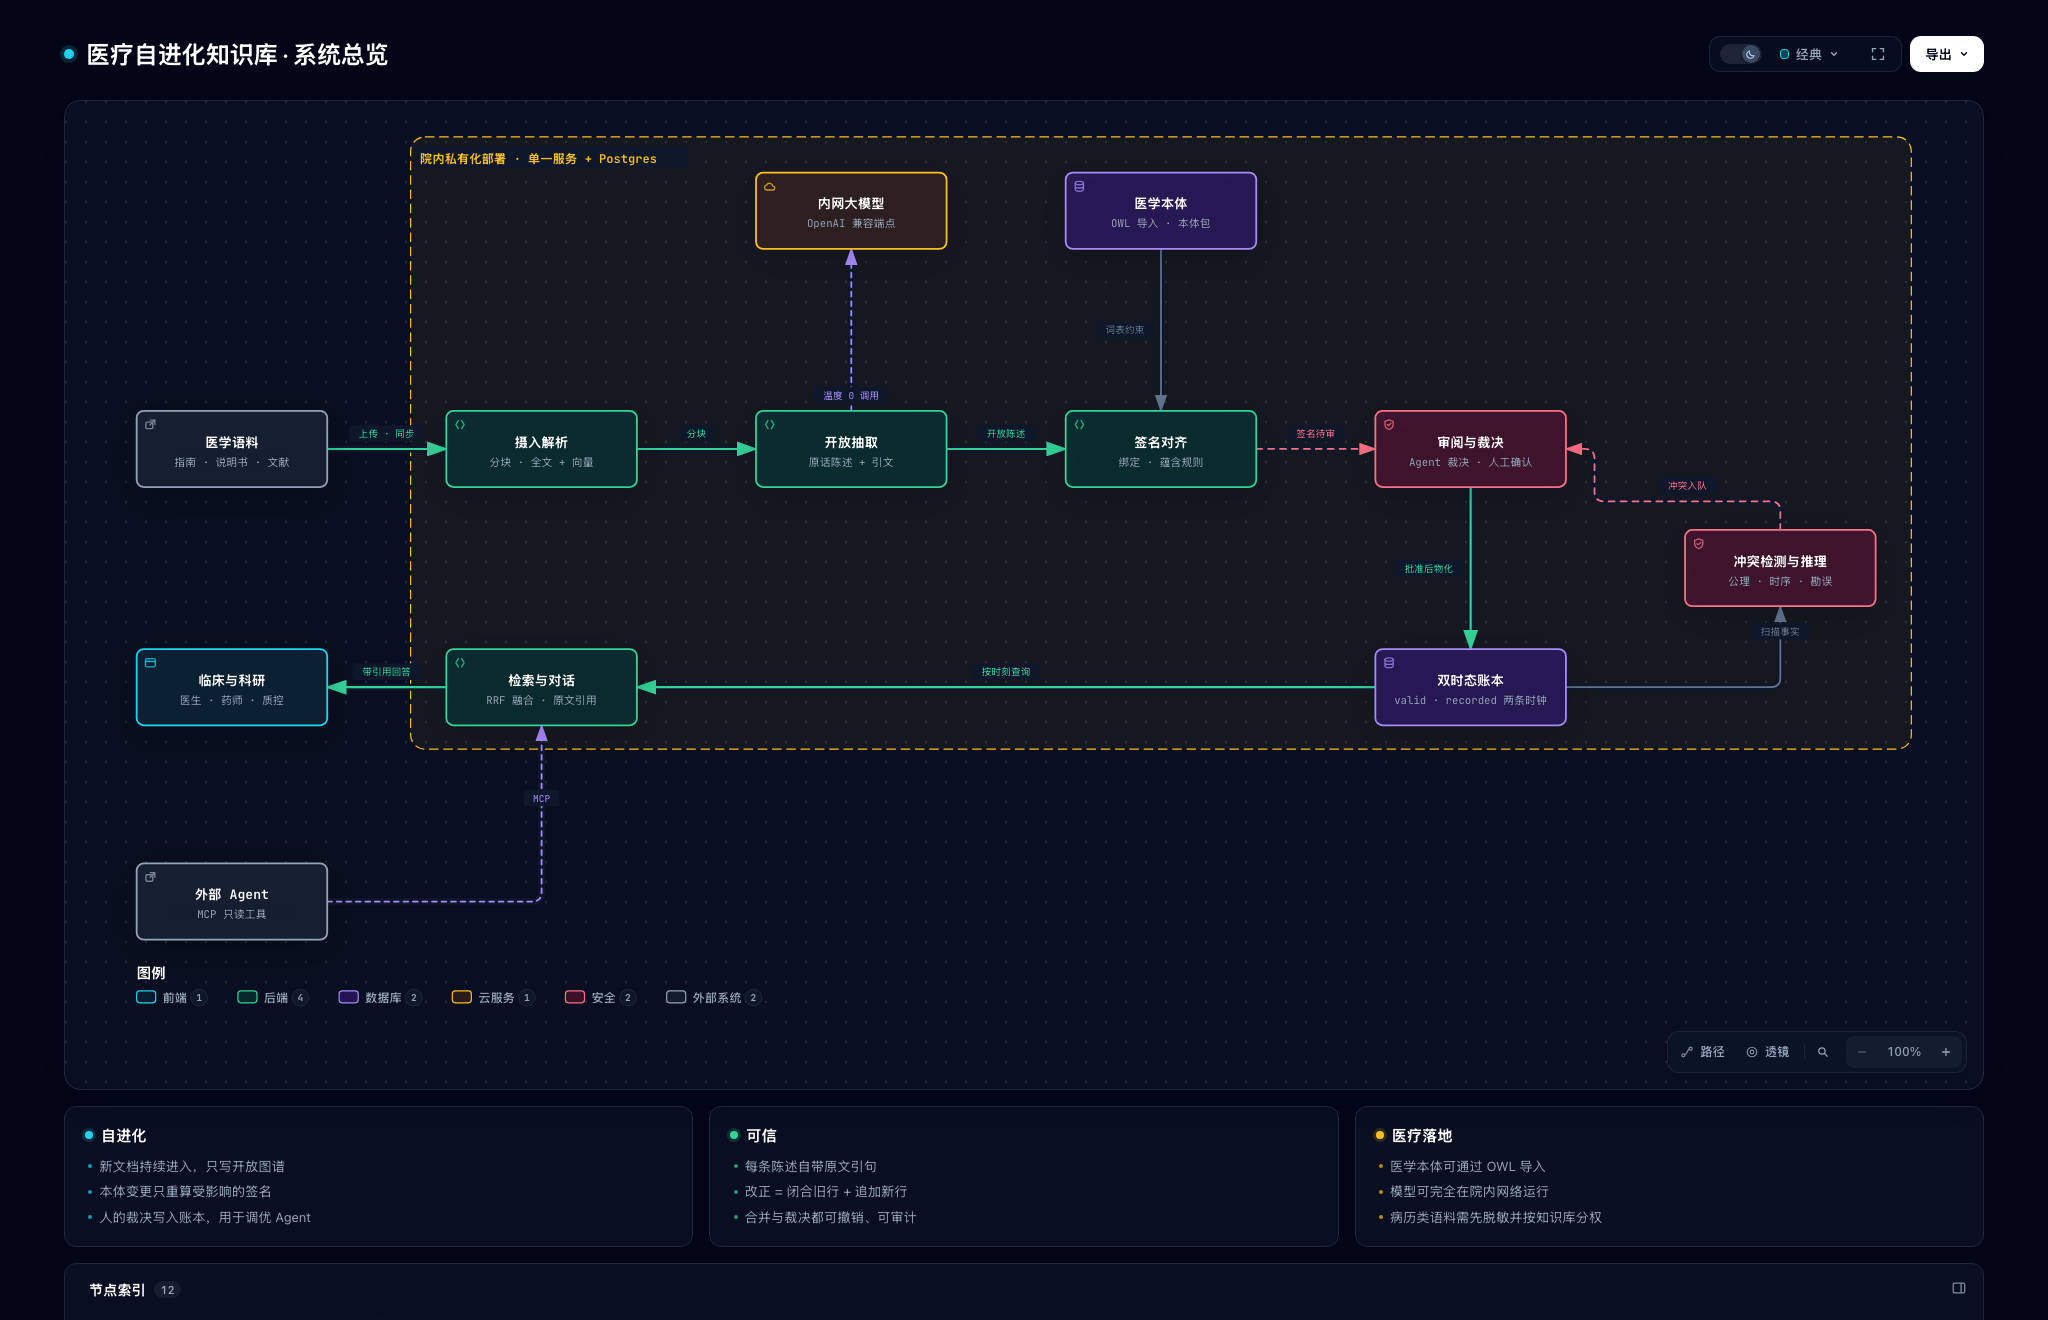 医疗自进化知识库 · 系统总览
经典
导出
院内私有化部署 · 单一服务 + Postgres
内网大模型
OpenAI 兼容端点
医学本体
OWL 导入 · 本体包
词表约束
温度 0 调用
医学语料
指南 · 说明书 · 文献
上传 · 同步
摄入解析
分块 · 全文 + 向量
分块
开放抽取
原话陈述 + 引文
开放陈述
签名对齐
绑定 · 蕴含规则
签名待审
审阅与裁决
Agent 裁决 · 人工确认
冲突入队
冲突检测与推理
公理 · 时序 · 勘误
批准后物化
扫描事实
临床与科研
医生 · 药师 · 质控
带引用回答
检索与对话
RRF 融合 · 原文引用
按时刻查询
双时态账本
valid · recorded 两条时钟
MCP
外部 Agent
MCP 只读工具
图例
前端 1
后端 4
数据库 2
云服务 1
安全 2
外部系统 2
路径
透镜
− 100% +
自进化
新文档持续进入，只写开放图谱
本体变更只重算受影响的签名
人的裁决写入账本，用于调优 Agent
可信
每条陈述自带原文引句
改正 = 闭合旧行 + 追加新行
合并与裁决都可撤销、可审计
医疗落地
医学本体可通过 OWL 导入
模型可完全在院内网络运行
病历类语料需先脱敏并按知识库分权
节点索引 12